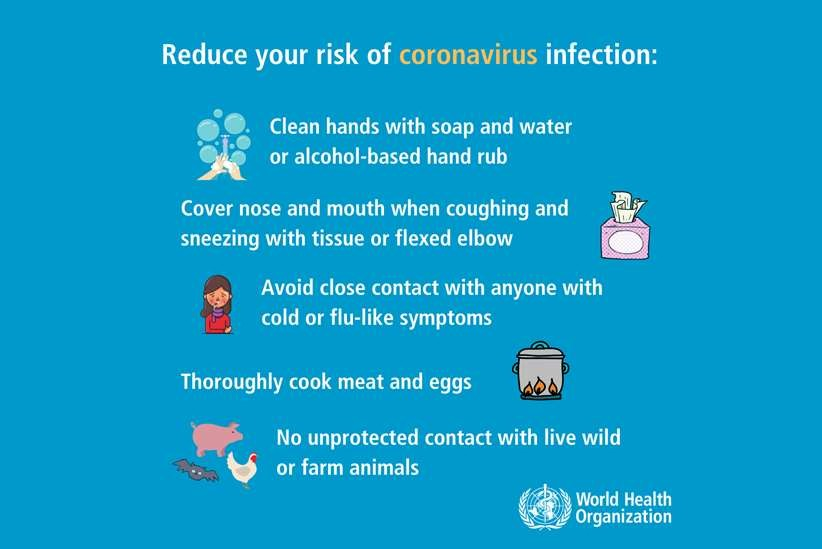 Reduce your risk of coronavirus infection:
Clean hands with soap and water
or alcohol-based hand rub
Cover nose and mouth when coughing and
sneezing with tissue or flexed elbow
Avoid close contact with anyone with
cold or flu-like symptoms
Thoroughly cook meat and eggs
No unprotected contact with live wild
or farm animals
World Health
Organization